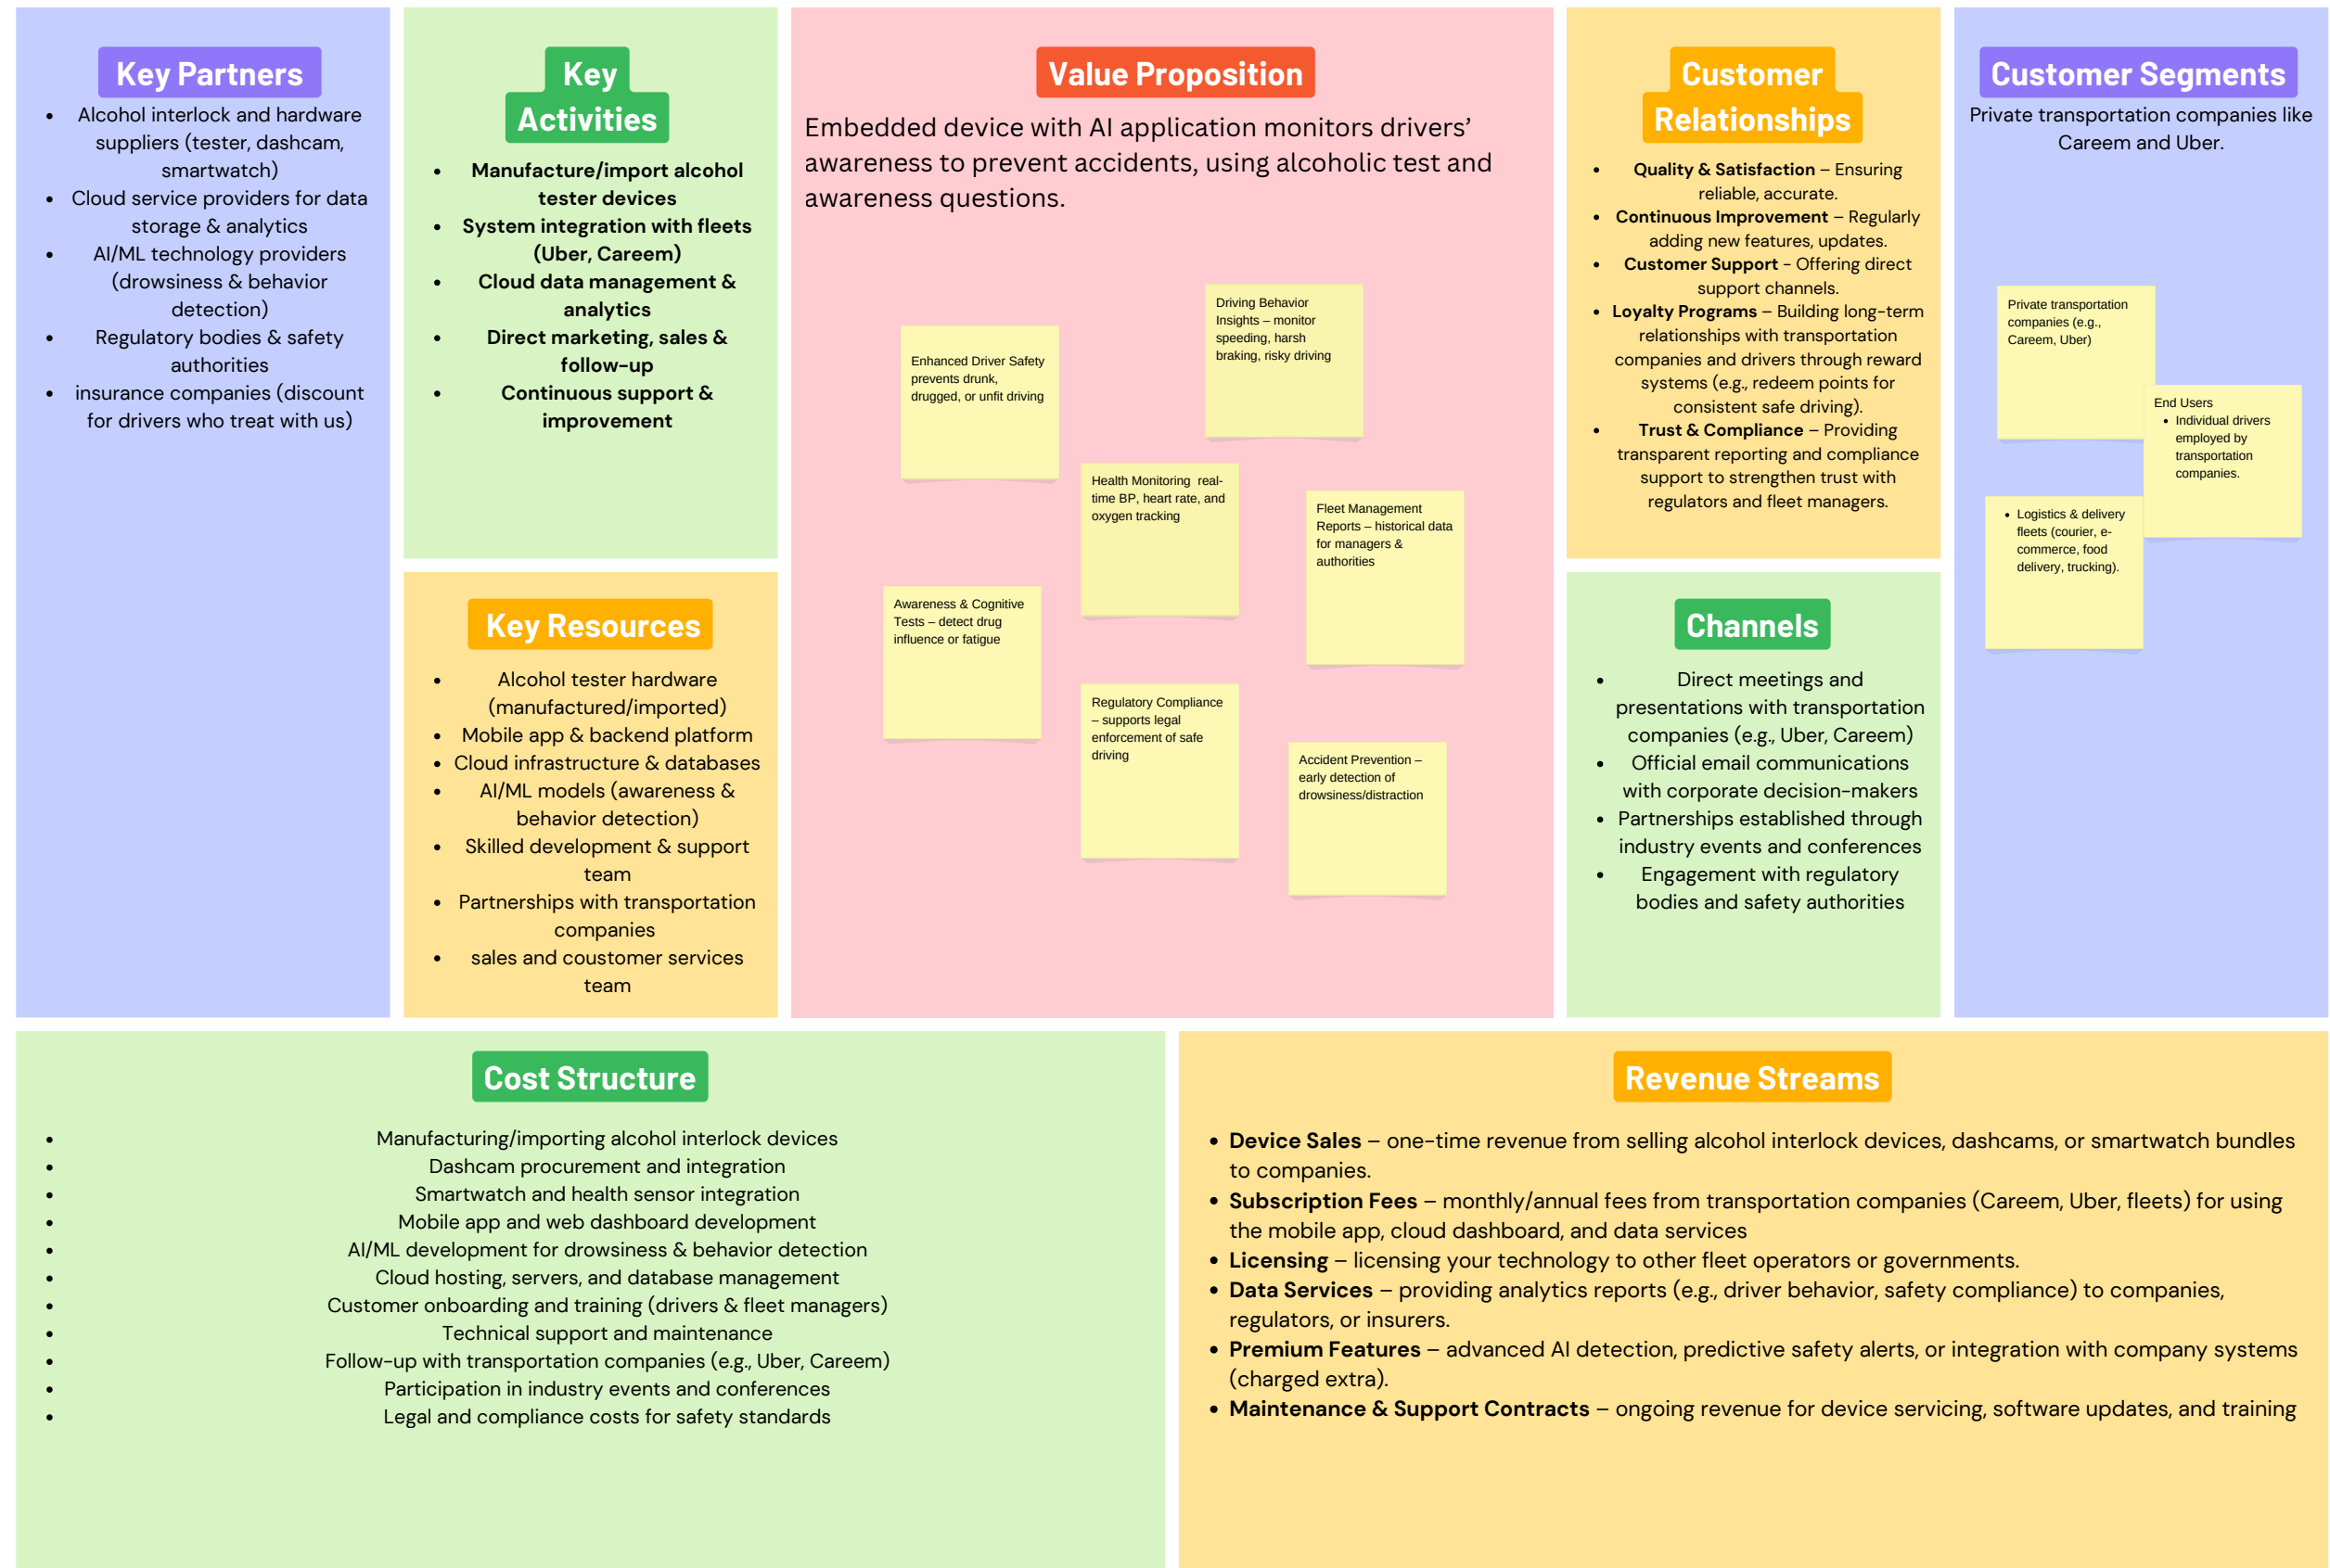 Key Partners
• Alcohol interlock and hardware
suppliers (tester, dashcam,
smartwatch)
• Cloud service providers for data
storage & analytics
• AI/ML technology providers
(drowsiness & behavior
detection)
• Regulatory bodies & safety
authorities
• insurance companies (discount
for drivers who treat with us)
Key
Activities
• Manufacture/import alcohol
tester devices
• System integration with fleets
(Uber, Careem)
• Cloud data management &
analytics
• Direct marketing, sales &
follow-up
• Continuous support &
improvement
Key Resources
• Alcohol tester hardware
(manufactured/imported)
• Mobile app & backend platform
• Cloud infrastructure & databases
• AI/ML models (awareness &
behavior detection)
• Skilled development & support
team
• Partnerships with transportation
companies
• sales and coustomer services
team
Value Proposition
Embedded device with AI application monitors drivers’
awareness to prevent accidents, using alcoholic test and
awareness questions.
Driving Behavior
Insights – monitor
speeding, harsh
braking, risky driving
Enhanced Driver Safety
prevents drunk,
drugged, or unfit driving
Health Monitoring  real-
time BP, heart rate, and
oxygen tracking
Fleet Management
Reports – historical data
for managers &
authorities
Awareness & Cognitive
Tests – detect drug
influence or fatigue
Regulatory Compliance
– supports legal
enforcement of safe
driving
Accident Prevention –
early detection of
drowsiness/distraction
Customer
Relationships
• Quality & Satisfaction – Ensuring
reliable, accurate.
• Continuous Improvement – Regularly
adding new features, updates.
• Customer Support - Offering direct
support channels.
• Loyalty Programs – Building long-term
relationships with transportation
companies and drivers through reward
systems (e.g., redeem points for
consistent safe driving).
• Trust & Compliance – Providing
transparent reporting and compliance
support to strengthen trust with
regulators and fleet managers.
Channels
• Direct meetings and
presentations with transportation
companies (e.g., Uber, Careem)
• Official email communications
with corporate decision-makers
• Partnerships established through
industry events and conferences
• Engagement with regulatory
bodies and safety authorities
Customer Segments
Private transportation companies like
Careem and Uber.
Private transportation
companies (e.g.,
Careem, Uber)
End Users
• Individual drivers
employed by
transportation
companies.
• Logistics & delivery
fleets (courier, e-
commerce, food
delivery, trucking).
Cost Structure
• Manufacturing/importing alcohol interlock devices
• Dashcam procurement and integration
• Smartwatch and health sensor integration
• Mobile app and web dashboard development
• AI/ML development for drowsiness & behavior detection
• Cloud hosting, servers, and database management
• Customer onboarding and training (drivers & fleet managers)
• Technical support and maintenance
• Follow-up with transportation companies (e.g., Uber, Careem)
• Participation in industry events and conferences
• Legal and compliance costs for safety standards
Revenue Streams
• Device Sales – one-time revenue from selling alcohol interlock devices, dashcams, or smartwatch bundles
to companies.
• Subscription Fees – monthly/annual fees from transportation companies (Careem, Uber, fleets) for using
the mobile app, cloud dashboard, and data services
• Licensing – licensing your technology to other fleet operators or governments.
• Data Services – providing analytics reports (e.g., driver behavior, safety compliance) to companies,
regulators, or insurers.
• Premium Features – advanced AI detection, predictive safety alerts, or integration with company systems
(charged extra).
• Maintenance & Support Contracts – ongoing revenue for device servicing, software updates, and training